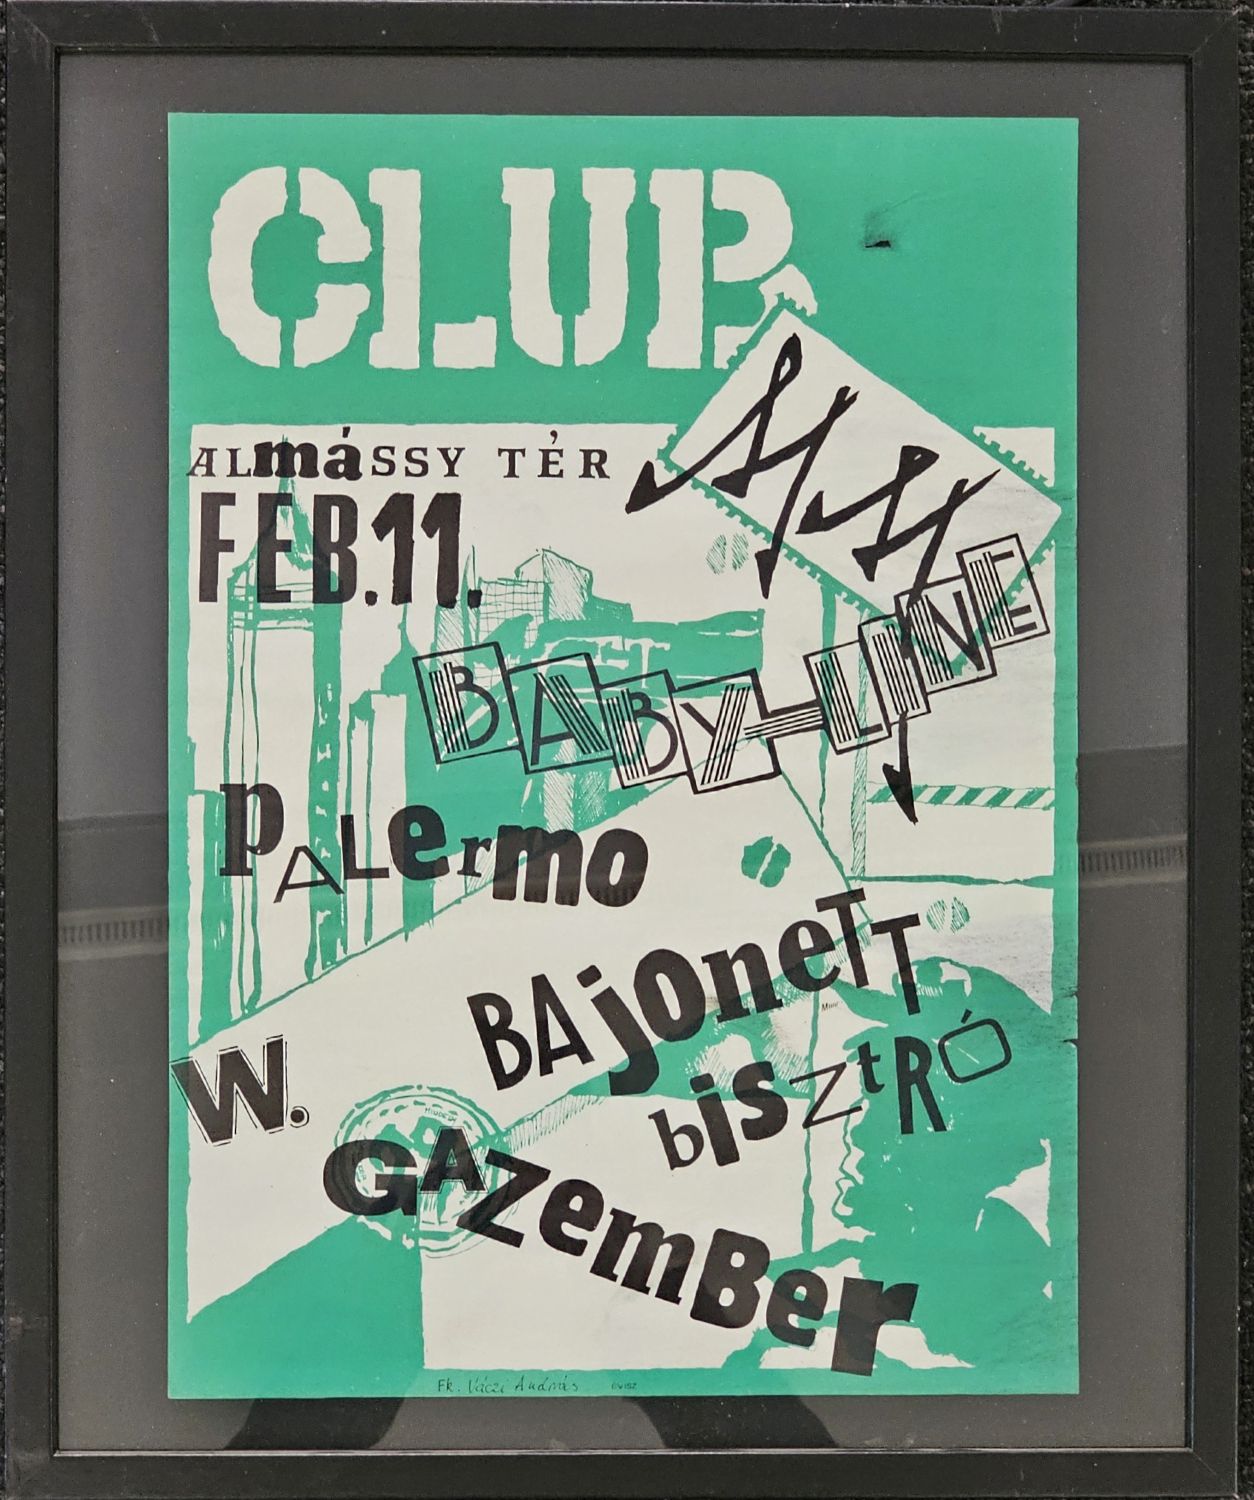 CLUB
ALmáSSY TÉR
FEB.11.
BABY-LINE
PALermo
BAjoneTT
bisztRÓ
W.
GAZemBer
Fk. Váczi András